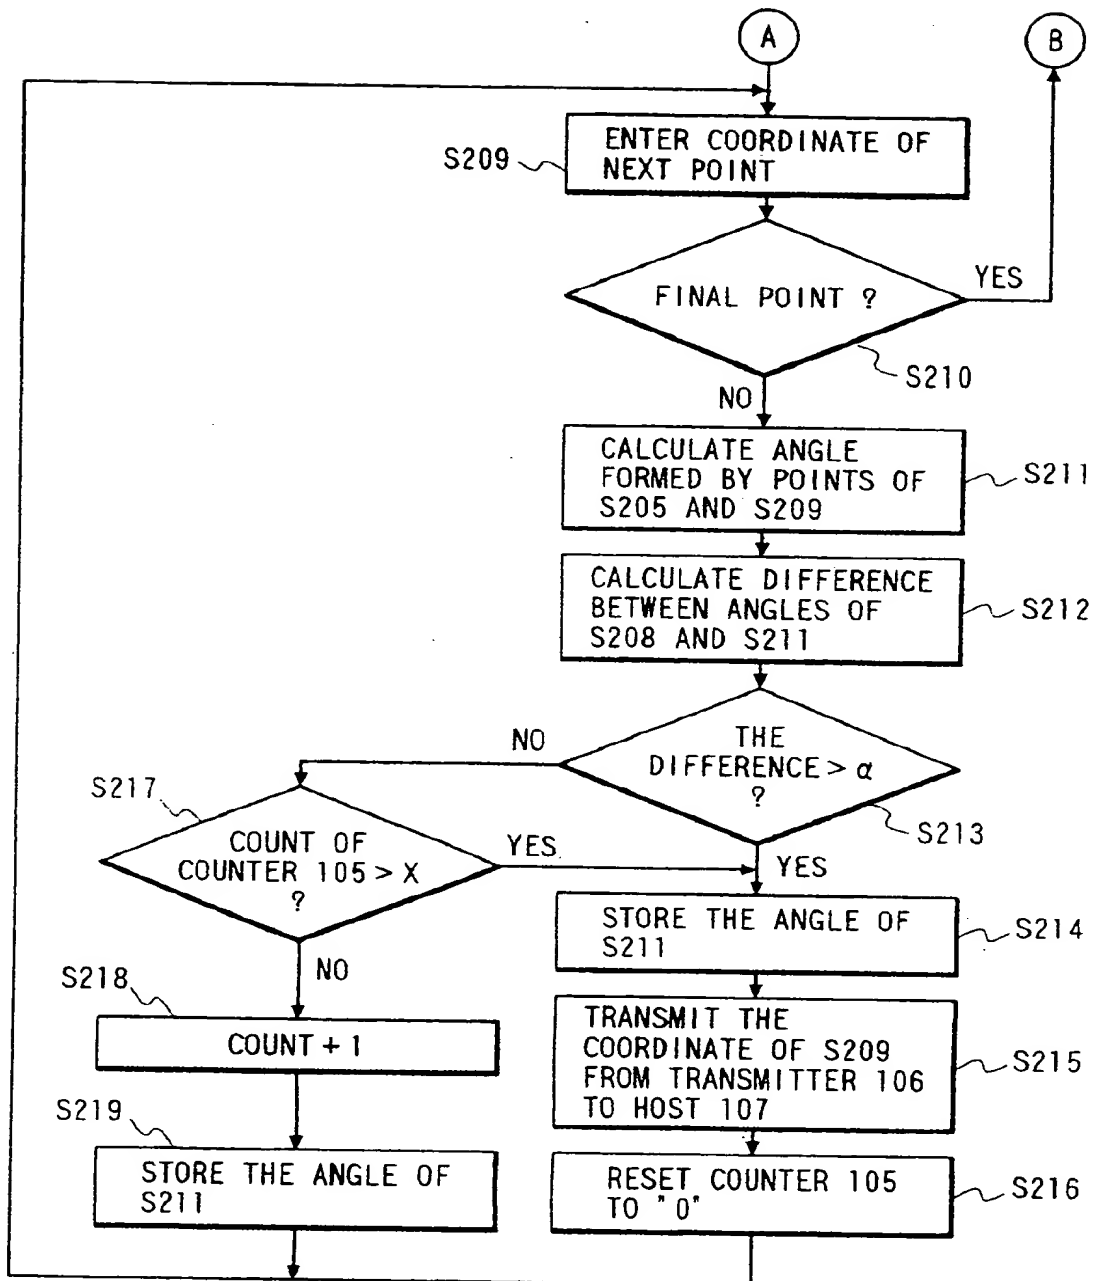 A
B
S209
ENTER COORDINATE OF
NEXT POINT
FINAL POINT ?
YES
S210
NO
CALCULATE ANGLE
FORMED BY POINTS OF
S205 AND S209
S211
CALCULATE DIFFERENCE
BETWEEN ANGLES OF
S208 AND S211
S212
THE
DIFFERENCE > α
?
NO
S213
YES
S217
COUNT OF
COUNTER 105 > X
?
YES
NO
STORE THE ANGLE OF
S211
S214
S218
COUNT + 1
TRANSMIT THE
COORDINATE OF S209
FROM TRANSMITTER 106
TO HOST 107
S215
S219
STORE THE ANGLE OF
S211
RESET COUNTER 105
TO "0"
S216